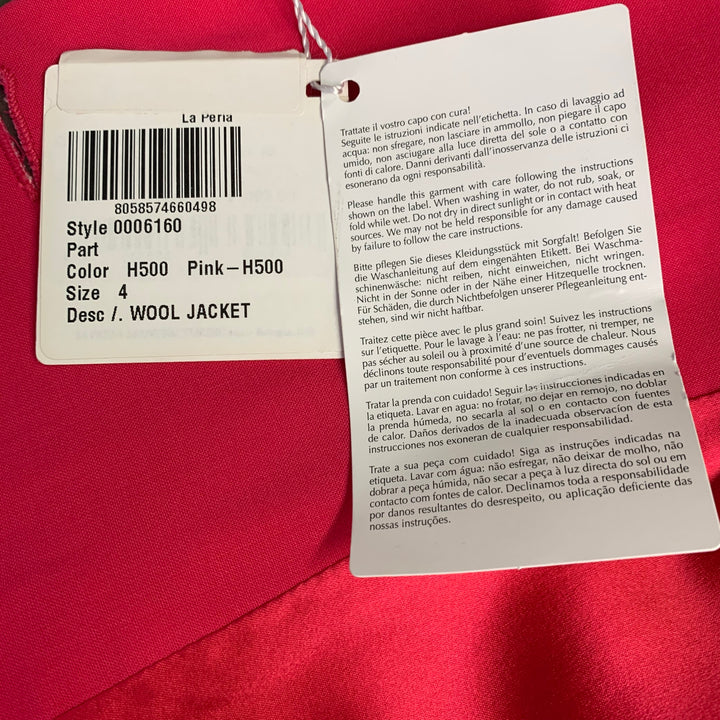 La Perla
8058574660498
Style 0006160
Part
Color H500 Pink-H500
Size 4
Desc /. WOOL JACKET
Trattate il vostro capo con cura!
Seguite le istruzioni indicate nell'etichetta. In caso di lavaggio ad
acqua: non sfregare, non lasciare in ammollo, non piegare il capo
umido, non asciugare alla luce diretta del sole o a contatto con
fonti di calore. Danni derivanti dall'inosservanza delle istruzioni ci
esonerano da ogni responsabilità.
Please handle this garment with care following the instructions
shown on the label. When washing in water, do not rub, soak, or
fold while wet. Do not dry in direct sunlight or in contact with heat
sources. We may not be held responsible for any damage caused
by failure to follow the care instructions.
Bitte pflegen Sie dieses Kleidungsstück mit Sorgfalt! Befolgen Sie
die Waschanleitung auf dem eingenähten Etikett. Bei Waschma-
schinenwäsche: nicht reiben, nicht einweichen, nicht wringen.
Nicht in der Sonne oder in der Nähe einer Hitzequelle trocknen.
Für Schäden, die durch Nichtbefolgen unserer Pflegeanleitung ent-
stehen, sind wir nicht haftbar.
Traitez cette pièce avec le plus grand soin! Suivez les instructions
sur l'etiquette. Pour le lavage à l'eau: ne pas frotter, ni tremper, ne
pas sécher au soleil ou à proximité d'une source de chaleur. Nous
déclinons toute responsabilité pour d'eventuels dommages causés
par un traitement non conforme à ces instructions.
Tratar la prenda con cuidado! Seguir las instrucciones indicadas en
la etiqueta. Lavar en agua: no frotar, no dejar en remojo, no doblar
la prenda húmeda, no secarla al sol o en contacto con fuentes
de calor. Daños derivados de la inadecuada observacíon de esta
instrucciones nos exoneran de cualquier responsabilidad.
Trate a sua peça com cuidado! Siga as instruções indicadas na
etiqueta. Lavar com água: não esfregar, não deixar de molho, não
dobrar a peça húmida, não secar a peça à luz directa do sol ou em
contacto com fontes de calor. Declinamos toda a responsabilidade
por danos resultantes do desrespeito, ou aplicação deficiente das
nossas instruções.